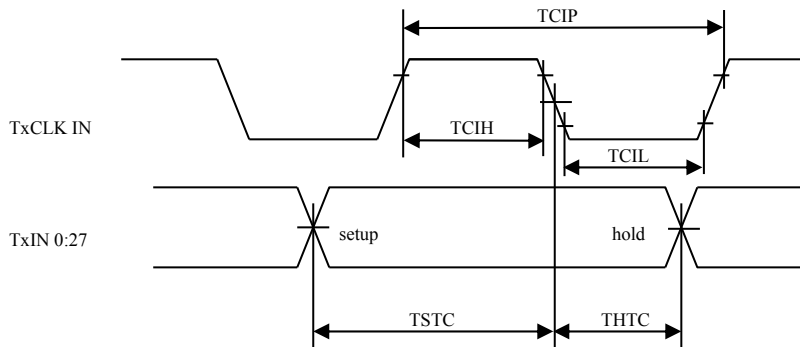 TCIP
TxCLK IN
TCIH
TCIL
TxIN 0:27
setup
hold
TSTC
THTC